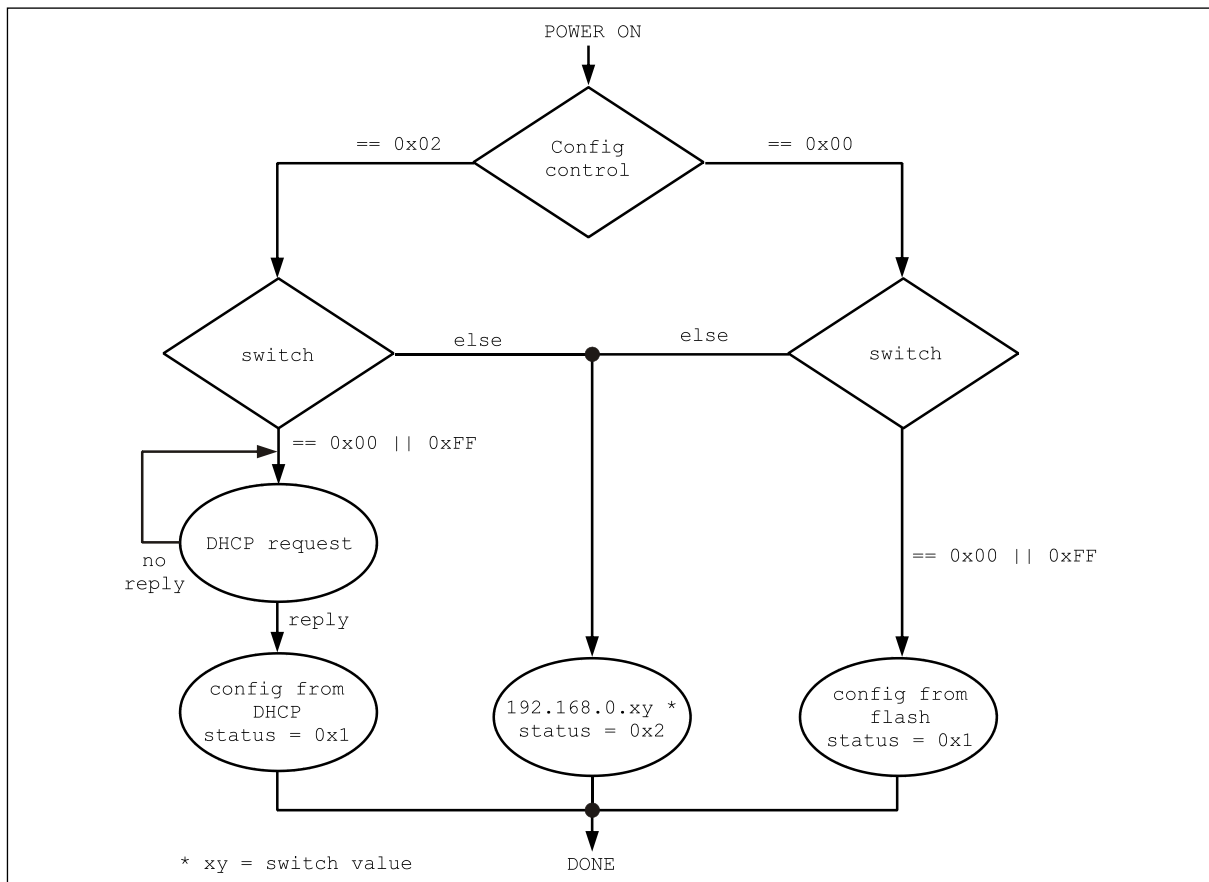 POWER ON
== 0x02
Config
control
== 0x00
switch
else
else
switch
== 0x00 || 0xFF
DHCP request
no
reply
== 0x00 || 0xFF
reply
config from
DHCP
status = 0x1
192.168.0.xy *
status = 0x2
config from
flash
status = 0x1
* xy = switch value
DONE